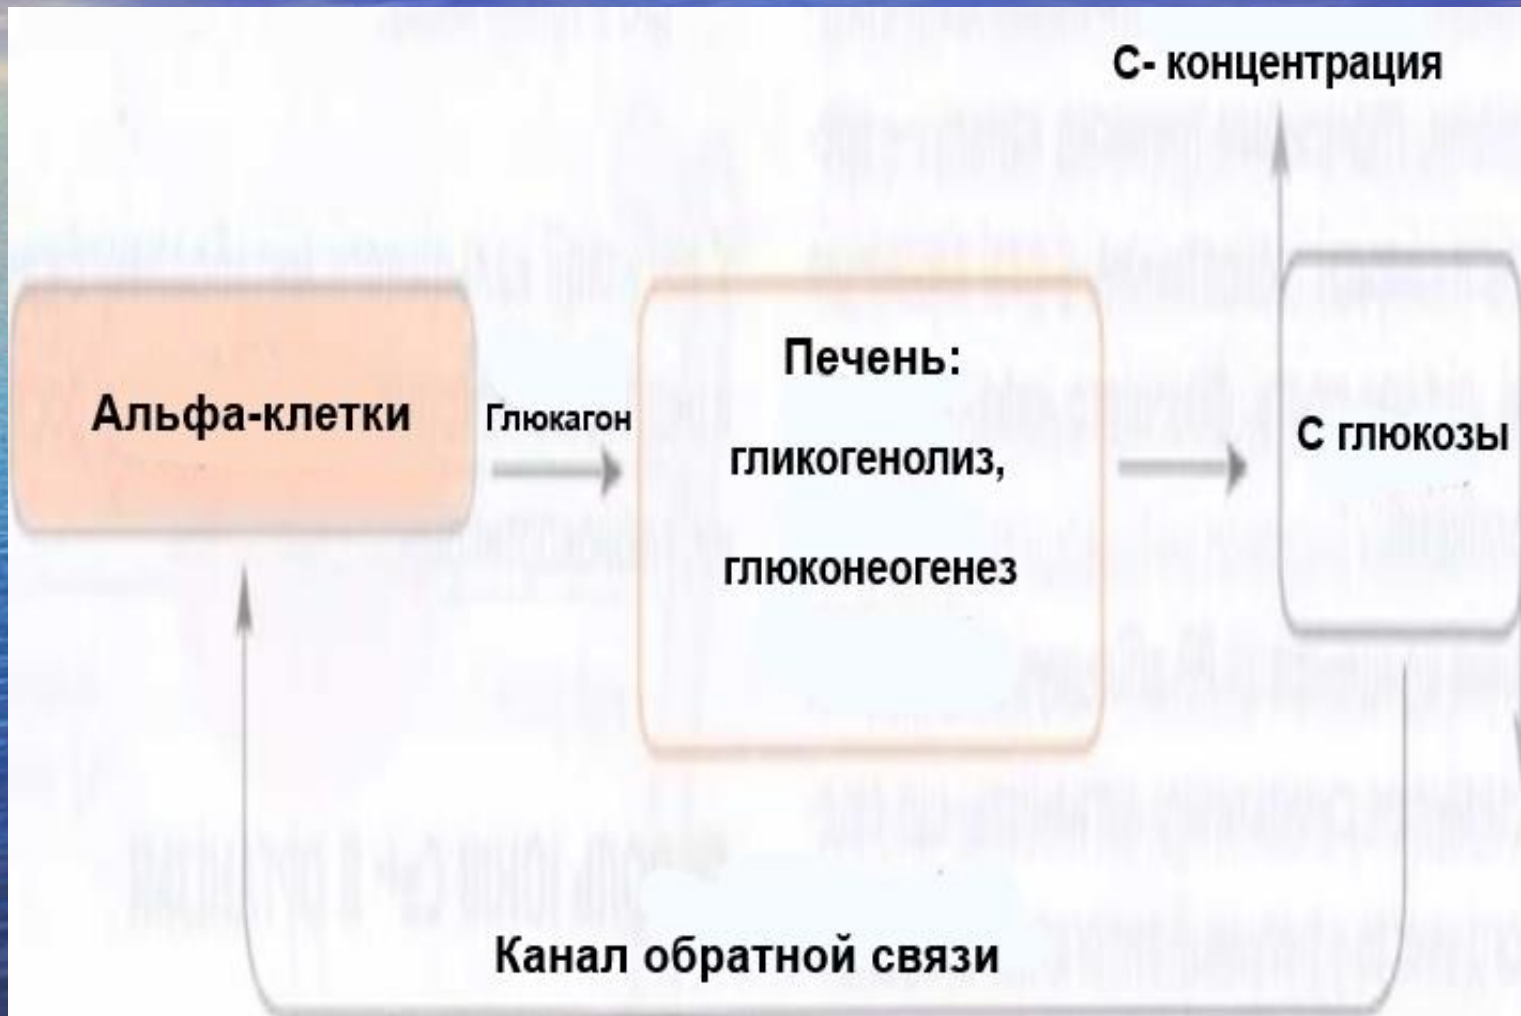 С- концентрация
Альфа-клетки
Глюкагон
Печень:
гликогенолиз,
глюконеогенез
С глюкозы
Канал обратной связи